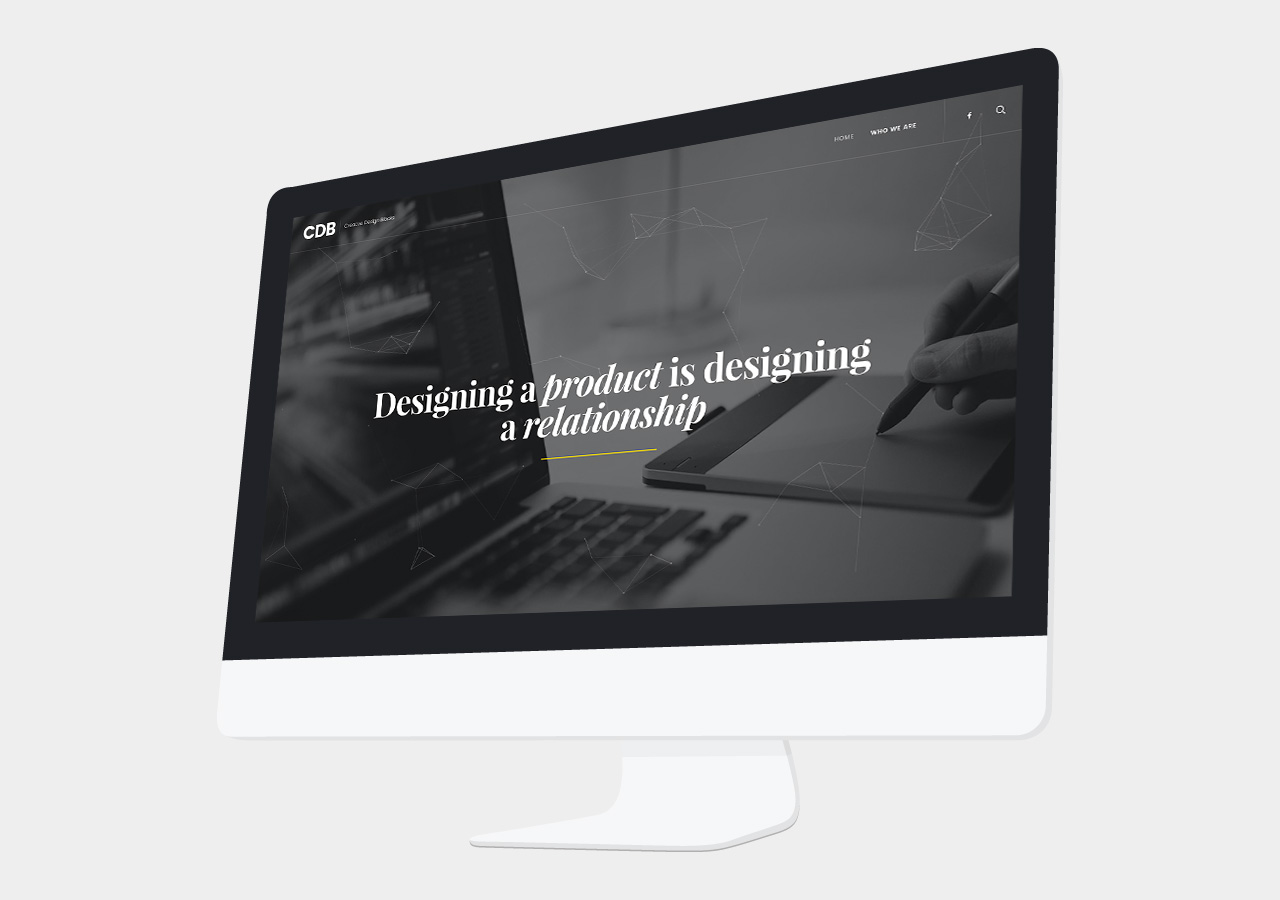 HOME WHO WE ARE
CDB Creative Design Blocks
Designing a product is designing
a relationship